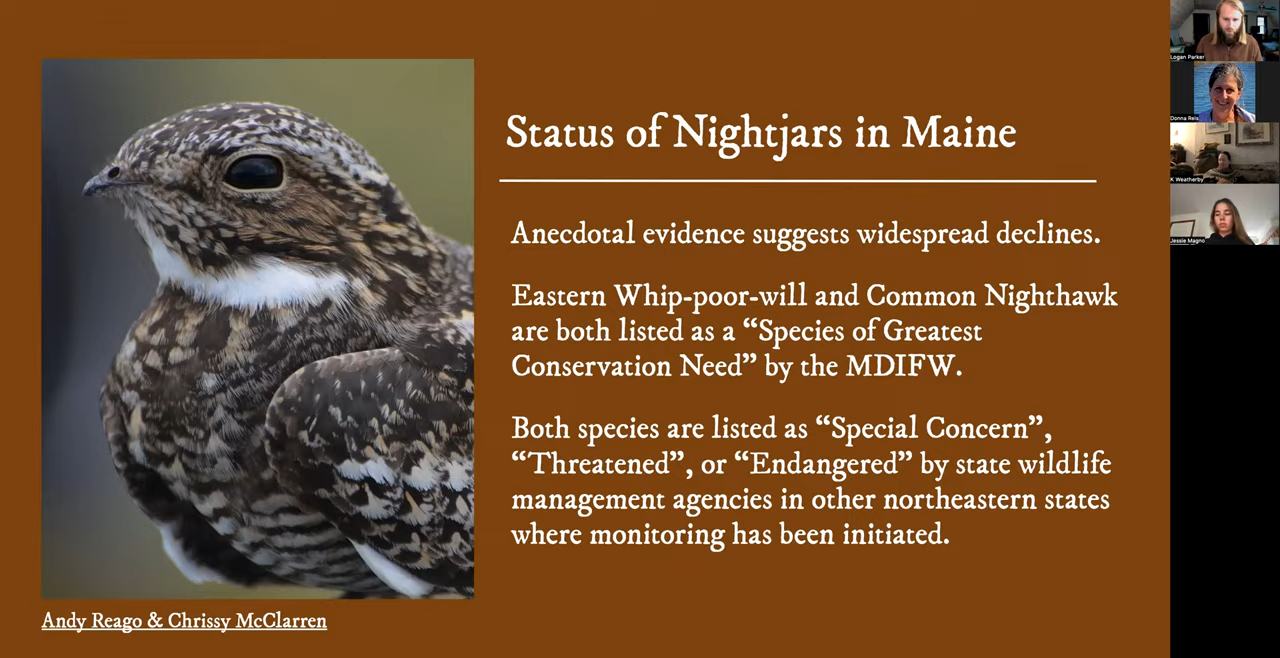 Status of Nightjars in Maine
Anecdotal evidence suggests widespread declines.
Eastern Whip-poor-will and Common Nighthawk
are both listed as a “Species of Greatest
Conservation Need” by the MDIFW.
Both species are listed as “Special Concern”,
“Threatened”, or “Endangered” by state wildlife
management agencies in other northeastern states
where monitoring has been initiated.
Andy Reago & Chrissy McClarren
Logan Parker
Donna Reis
K Weatherby
Jessie Magno